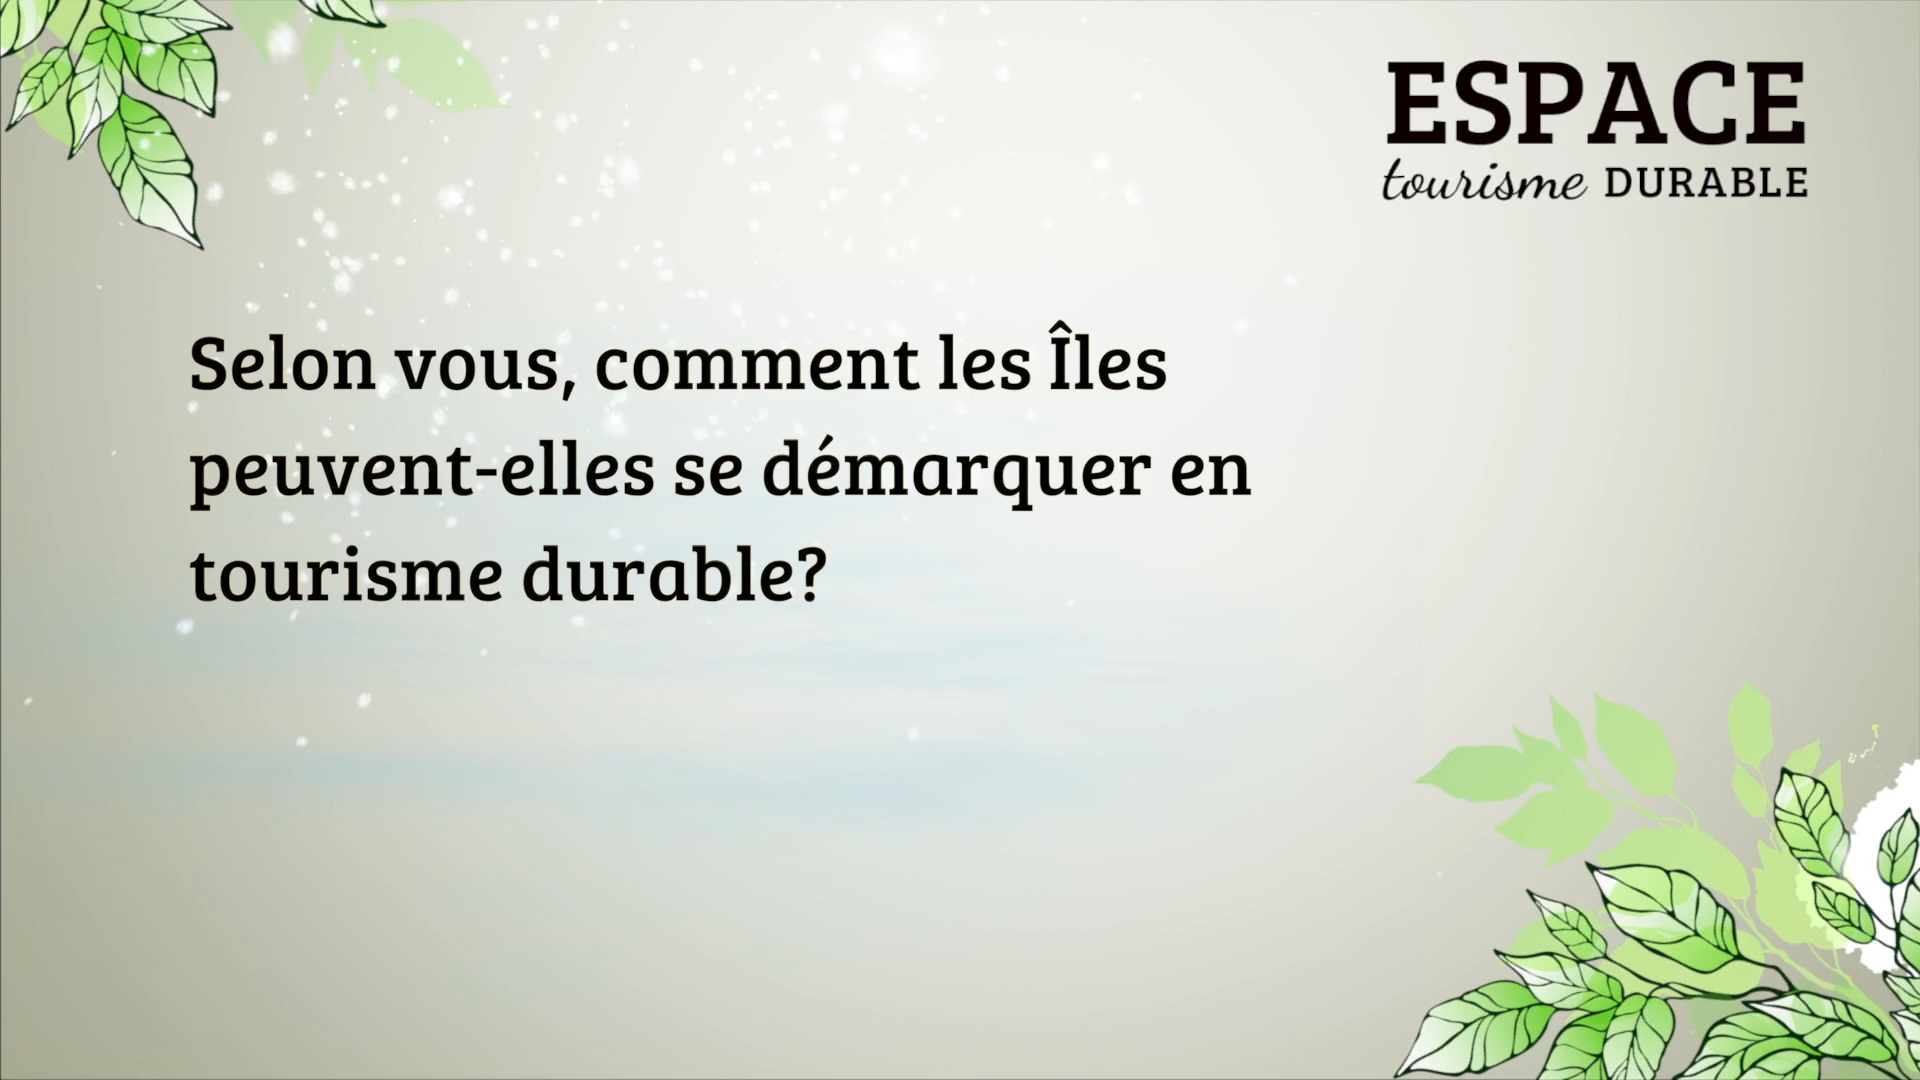 ESPACE
tourisme DURABLE
Selon vous, comment les Îles
peuvent-elles se démarquer en
tourisme durable?